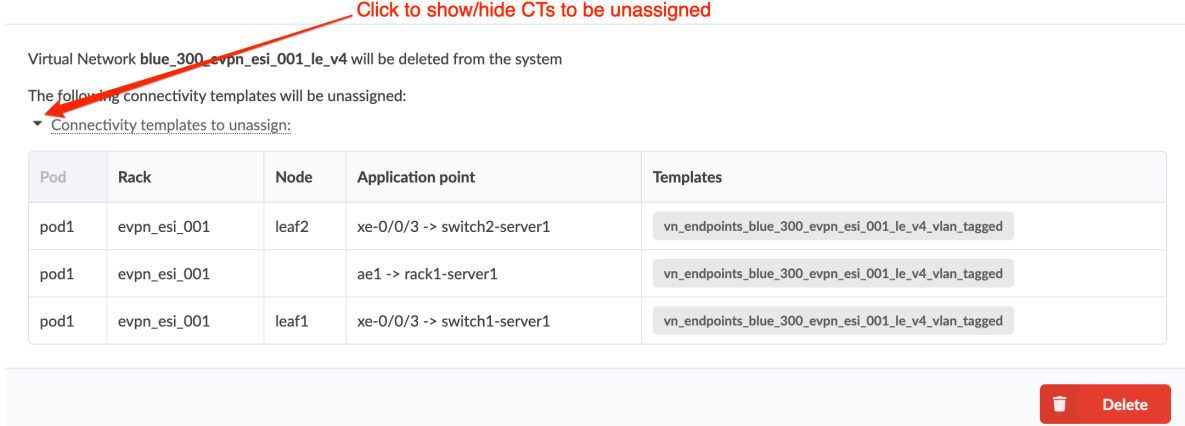 Click to show/hide CTs to be unassigned
Virtual Network blue_300_evpn_esi_001_le_v4 will be deleted from the system
The following connectivity templates will be unassigned:
Connectivity templates to unassign:
Pod Rack Node Application point Templates
pod1 evpn_esi_001 leaf2 xe-0/0/3 -> switch2-server1 vn_endpoints_blue_300_evpn_esi_001_le_v4_vlan_tagged
pod1 evpn_esi_001 ae1 -> rack1-server1 vn_endpoints_blue_300_evpn_esi_001_le_v4_vlan_tagged
pod1 evpn_esi_001 leaf1 xe-0/0/3 -> switch1-server1 vn_endpoints_blue_300_evpn_esi_001_le_v4_vlan_tagged
Delete